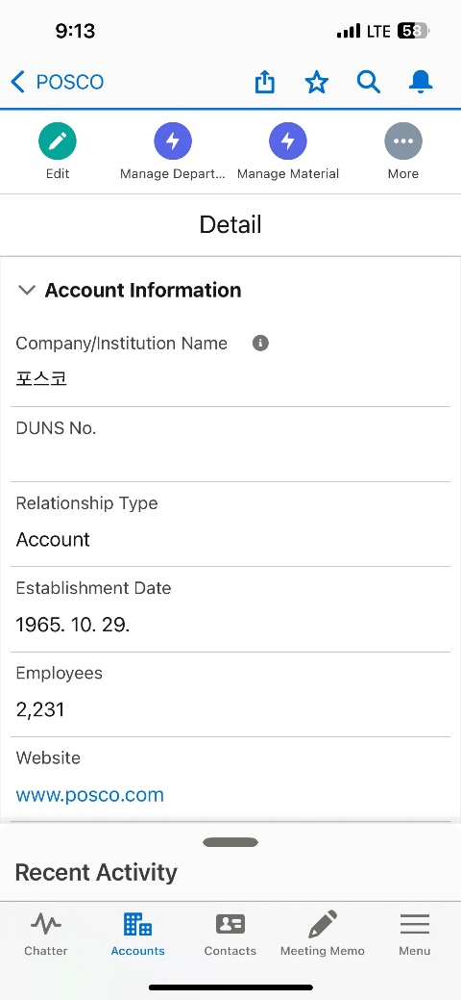 9:13
LTE 58
POSCO
Edit
Manage Depart...
Manage Material
More
Detail
Account Information
Company/Institution Name
포스코
DUNS No.
Relationship Type
Account
Establishment Date
1965. 10. 29.
Employees
2,231
Website
www.posco.com
Recent Activity
Chatter
Accounts
Contacts
Meeting Memo
Menu